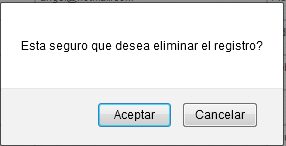 Esta seguro que desea eliminar el registro?
Aceptar
Cancelar